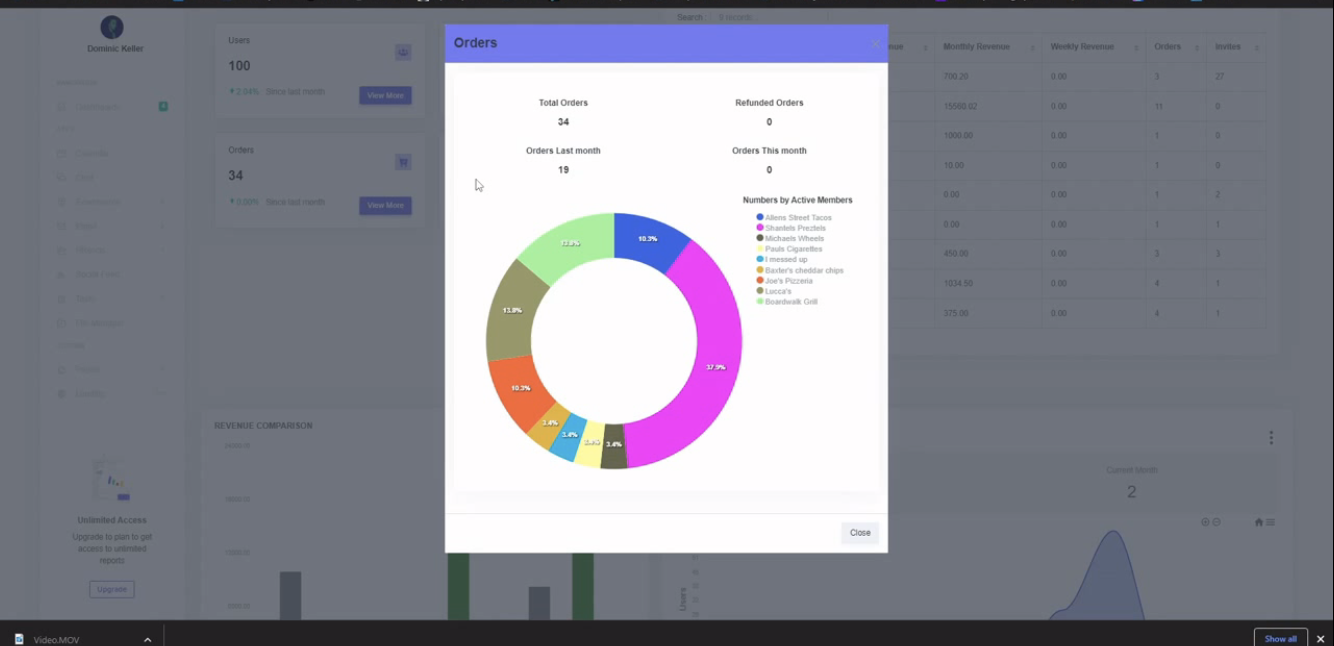 Dominic Keller
Upgrade to plan to get
access to unlimited
reports
Unlimited Access
Upgrade
Users
100
2.04% Since last month
View More
Orders
34
0.00% Since last month
View More
REVENUE COMPARISON
Search
Monthly Revenue
Weekly Revenue
Orders
Invites
700.20 0.00 3 27
15560.02 0.00 11 0
1000.00 0.00 1 0
10.00 0.00 1 0
0.00 0.00 1 2
0.00 0.00 1 1
450.00 0.00 3 3
1034.50 0.00 4 1
375.00 0.00 4 1
Orders
Total Orders
34
Refunded Orders
0
Orders Last month
19
Orders This month
0
Numbers by Active Members
Allens Street Tacos
Shantels Preztels
Michaels Wheels
Pauls Cigarettes
I messed up
Baxter's cheddar chips
Joe's Pizzeria
Lucca's
Boardwalk Grill
10.3%
37.9%
3.4%
3.4%
3.4%
3.4%
10.3%
13.8%
13.8%
Close
Current Month
2
Users
Video.MOV
Show all